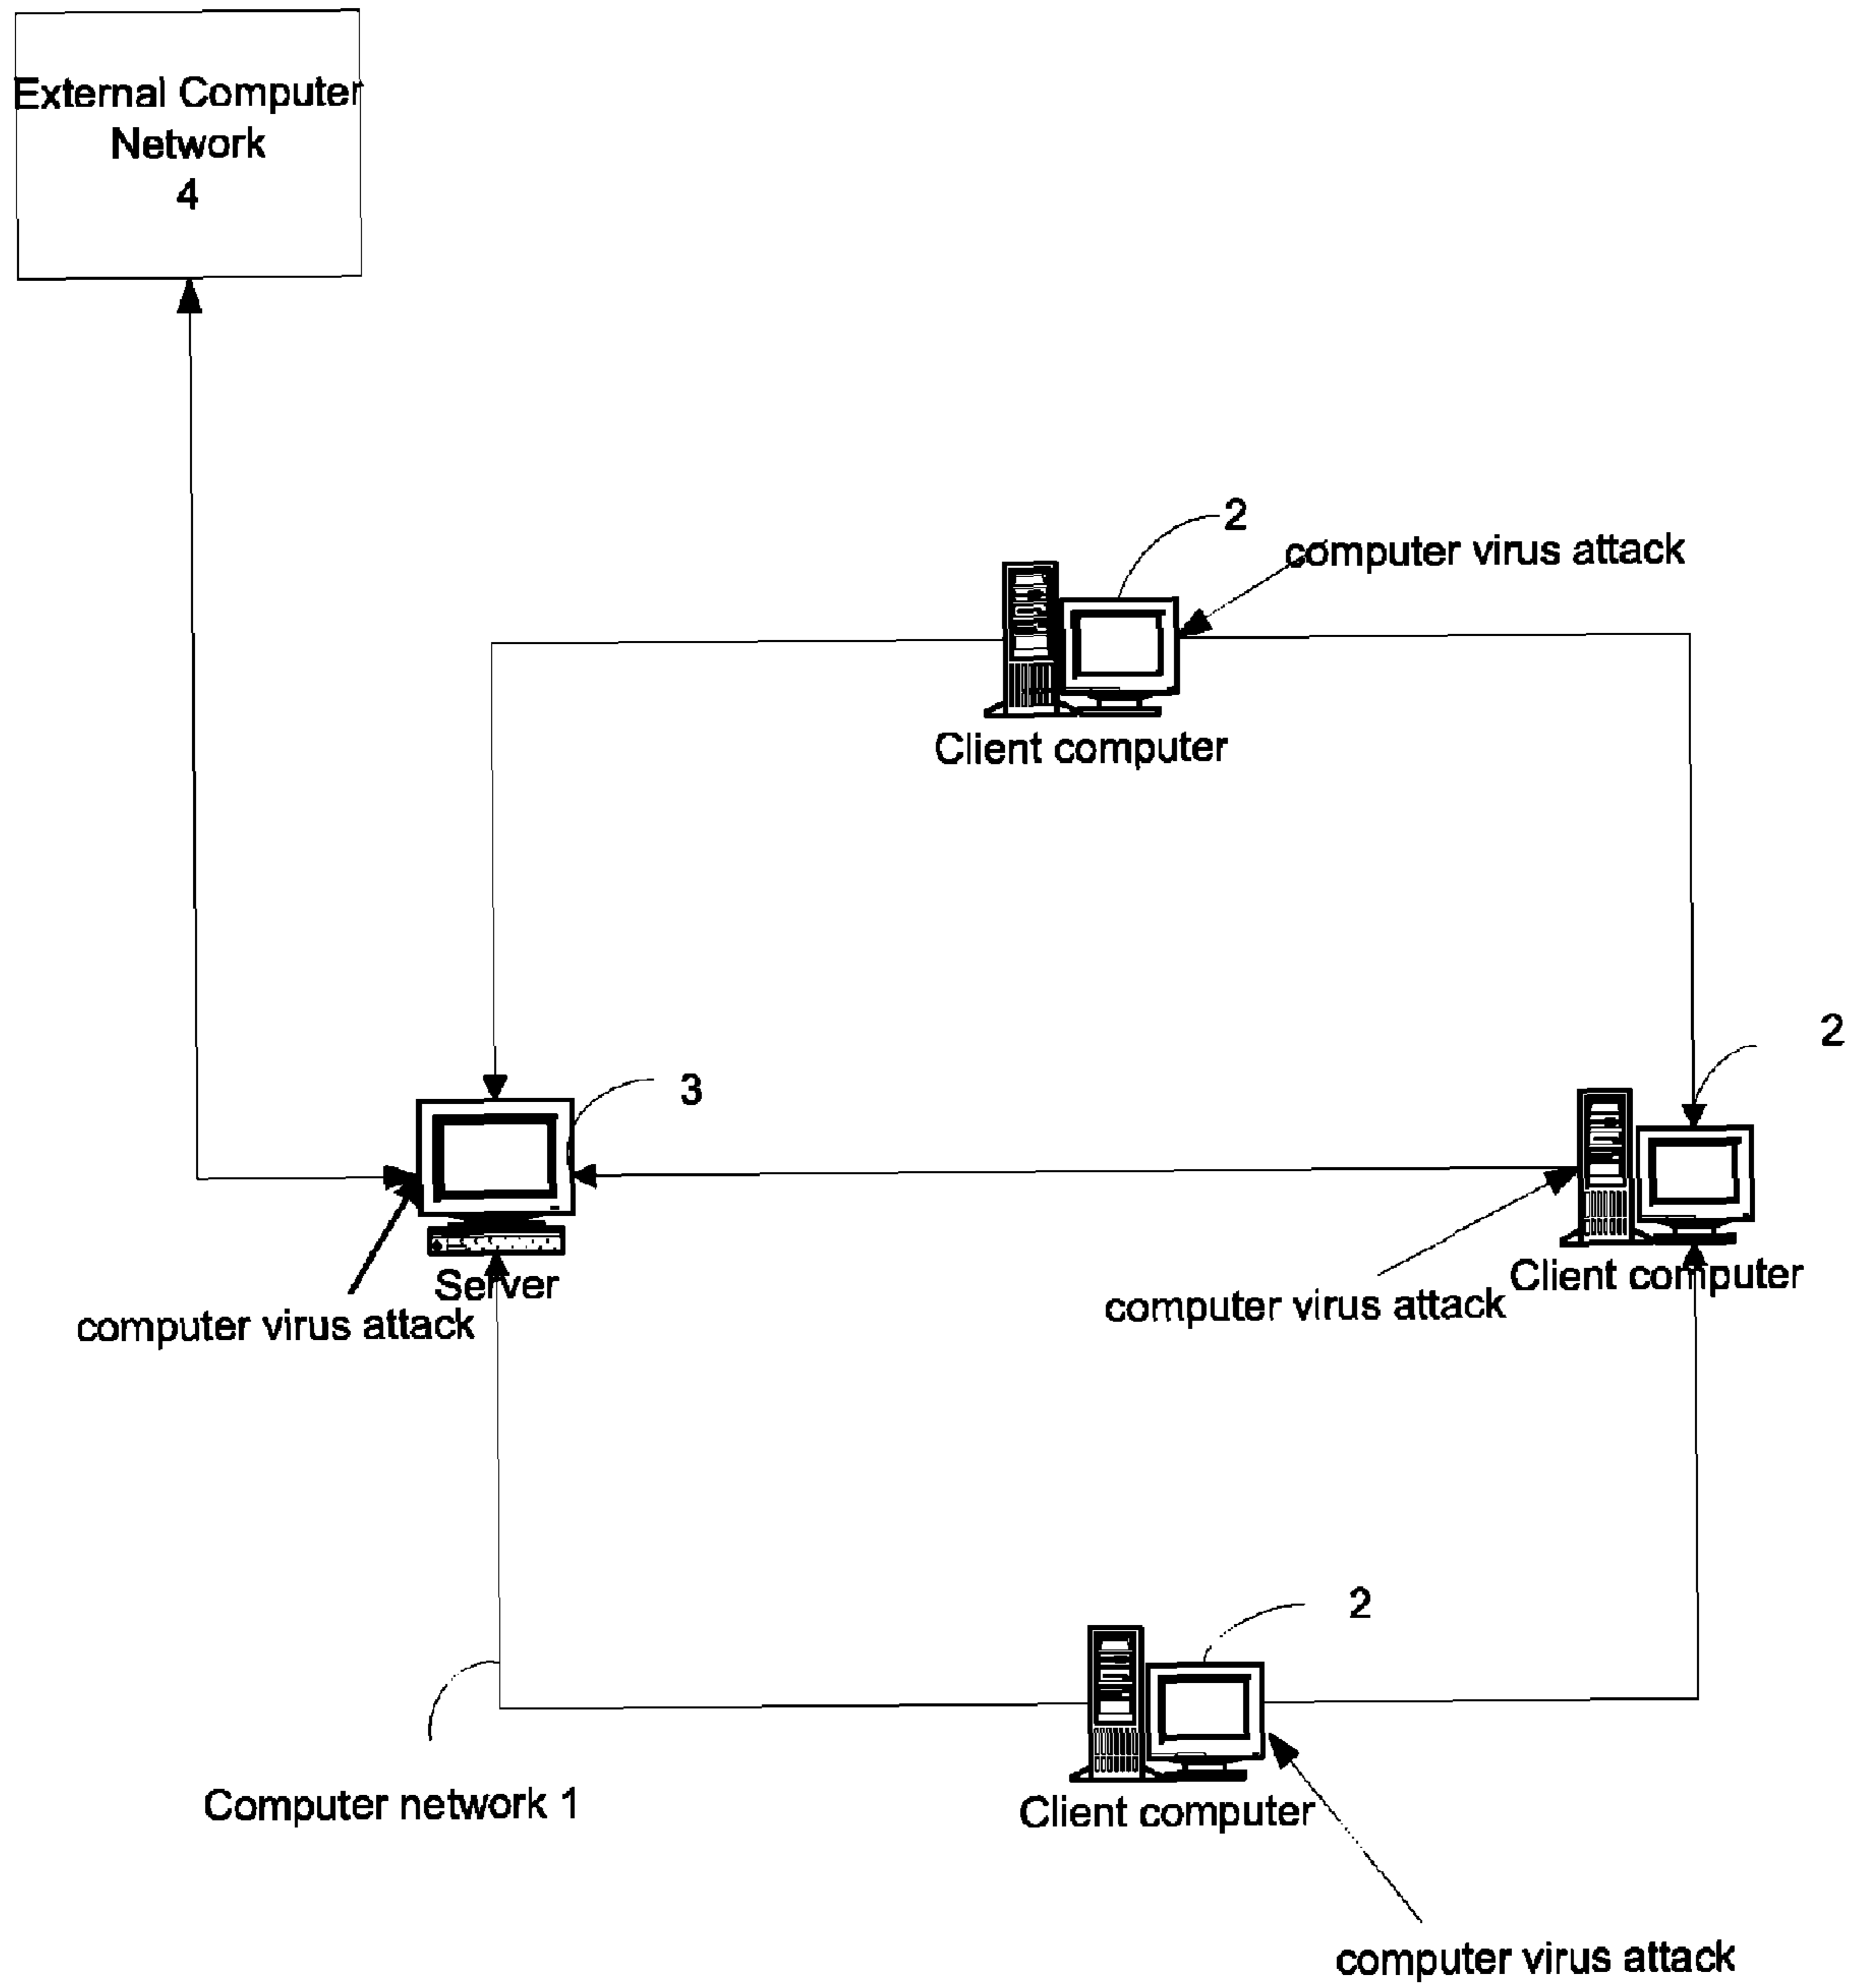 External Computer
Network
4
2
computer virus attack
Client computer
2
3
Server
Client computer
computer virus attack
computer virus attack
2
Computer network 1
Client computer
computer virus attack